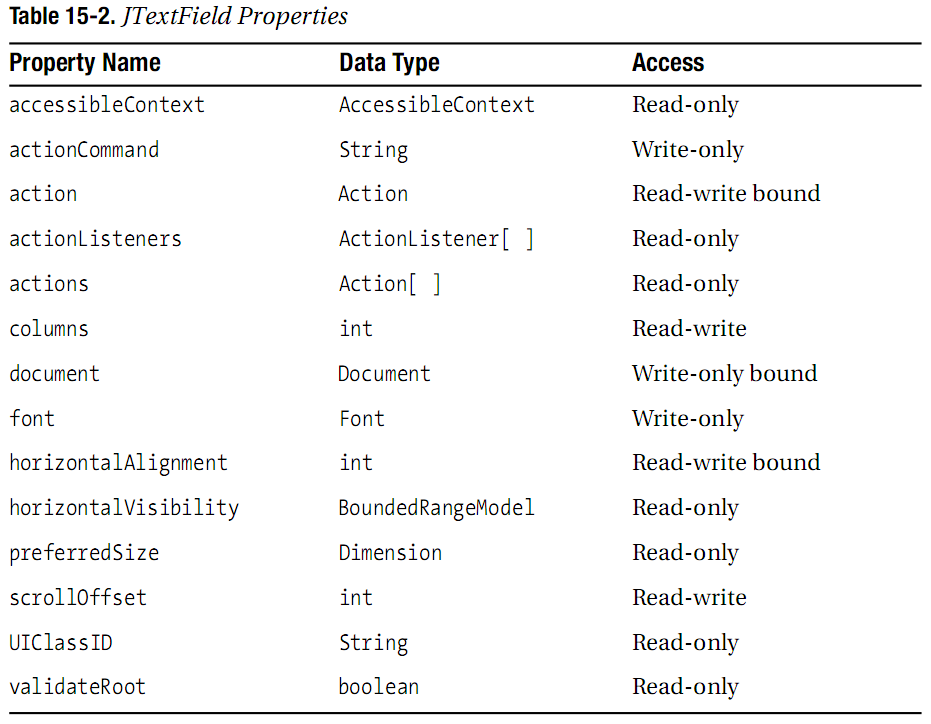 Table 15-2. JTextField Properties
Property Name Data Type Access
accessibleContext AccessibleContext Read-only
actionCommand String Write-only
action Action Read-write bound
actionListeners ActionListener[ ] Read-only
actions Action[ ] Read-only
columns int Read-write
document Document Write-only bound
font Font Write-only
horizontalAlignment int Read-write bound
horizontalVisibility BoundedRangeModel Read-only
preferredSize Dimension Read-only
scrollOffset int Read-write
UIClassID String Read-only
validateRoot boolean Read-only